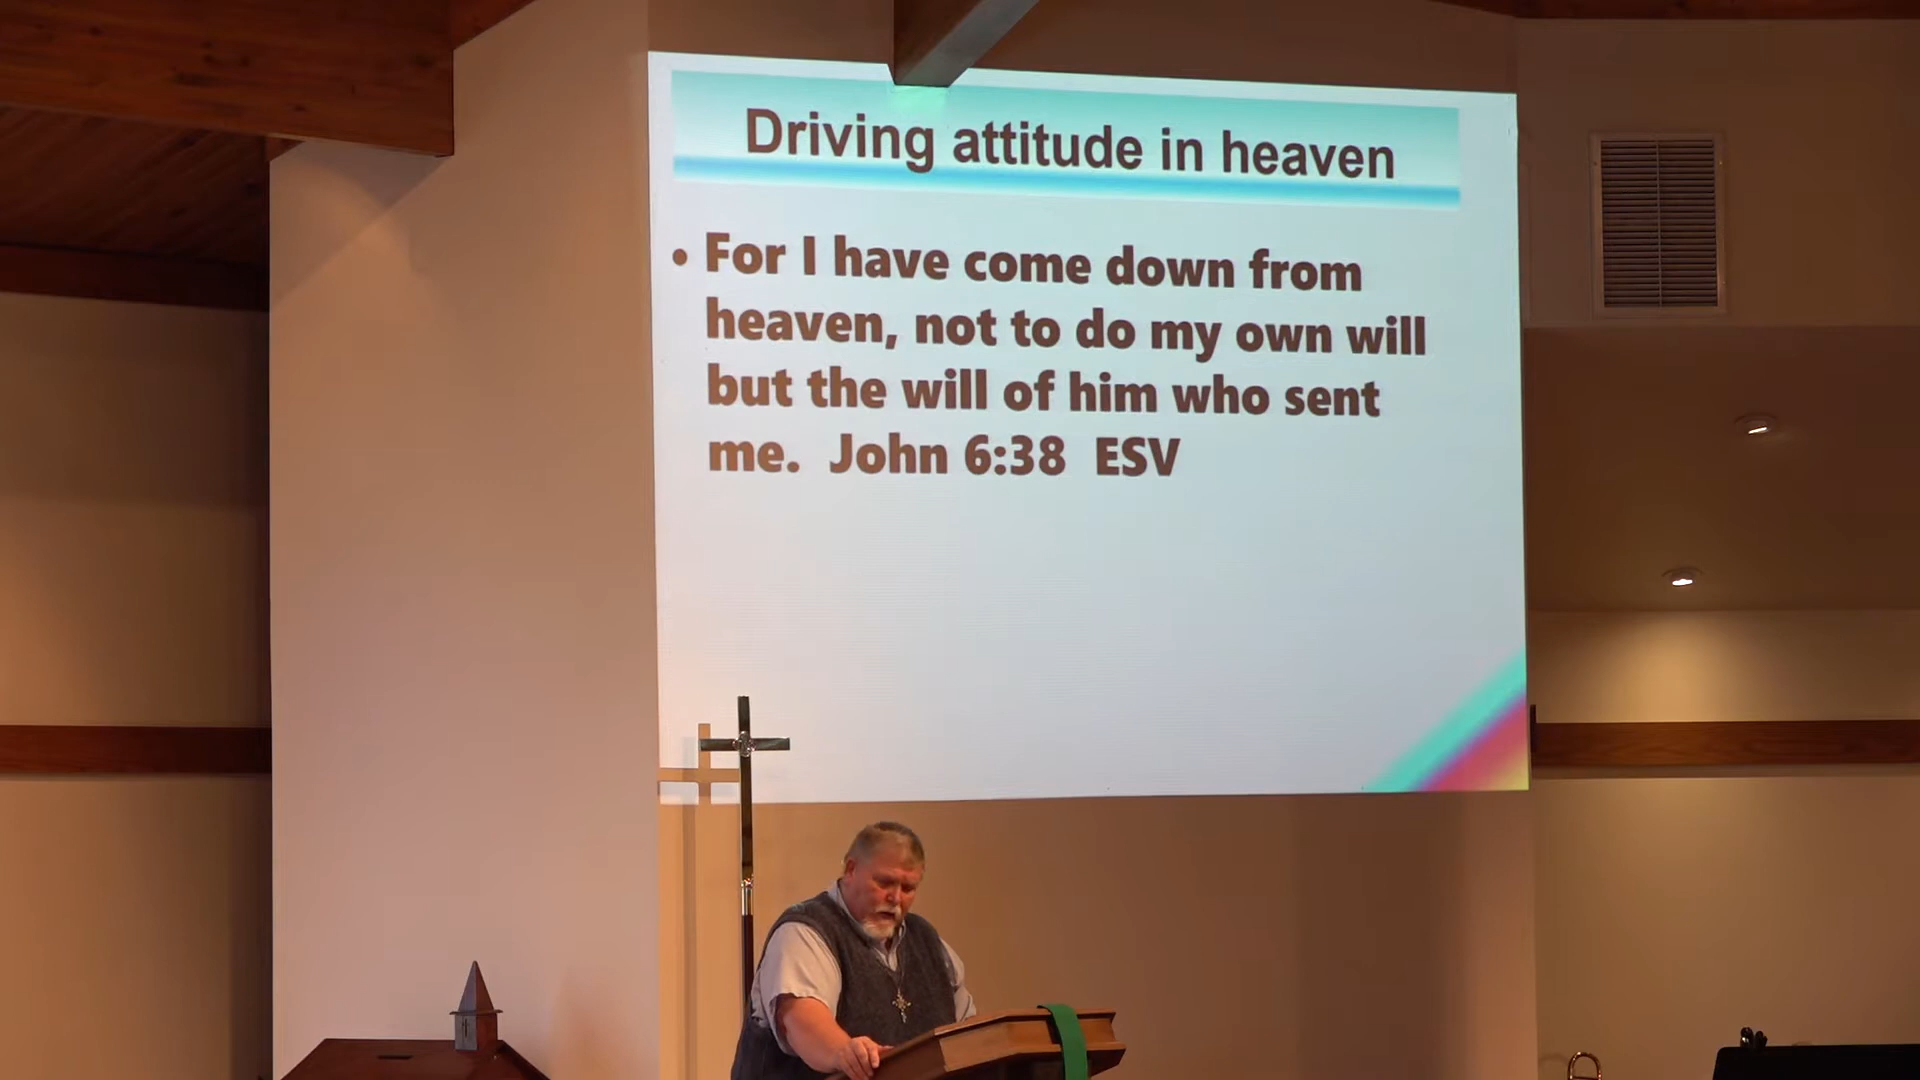 Driving attitude in heaven
• For I have come down from
heaven, not to do my own will
but the will of him who sent
me.  John 6:38  ESV